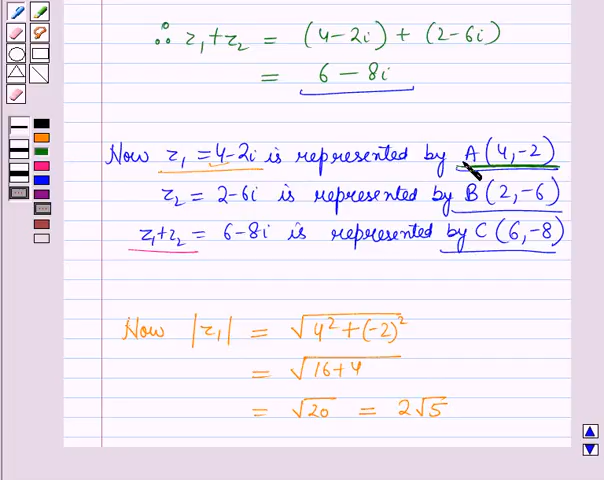 ∴ z₁+z₂ = (4-2i) + (2-6i)
= 6 - 8i
Now z₁ = 4-2i is represented by A(4,-2)
z₂ = 2-6i is represented by B(2,-6)
z₁+z₂ = 6-8i is represented by C(6,-8)
Now |z₁| = √(4²+(-2)²)
= √(16+4)
= √20 = 2√5